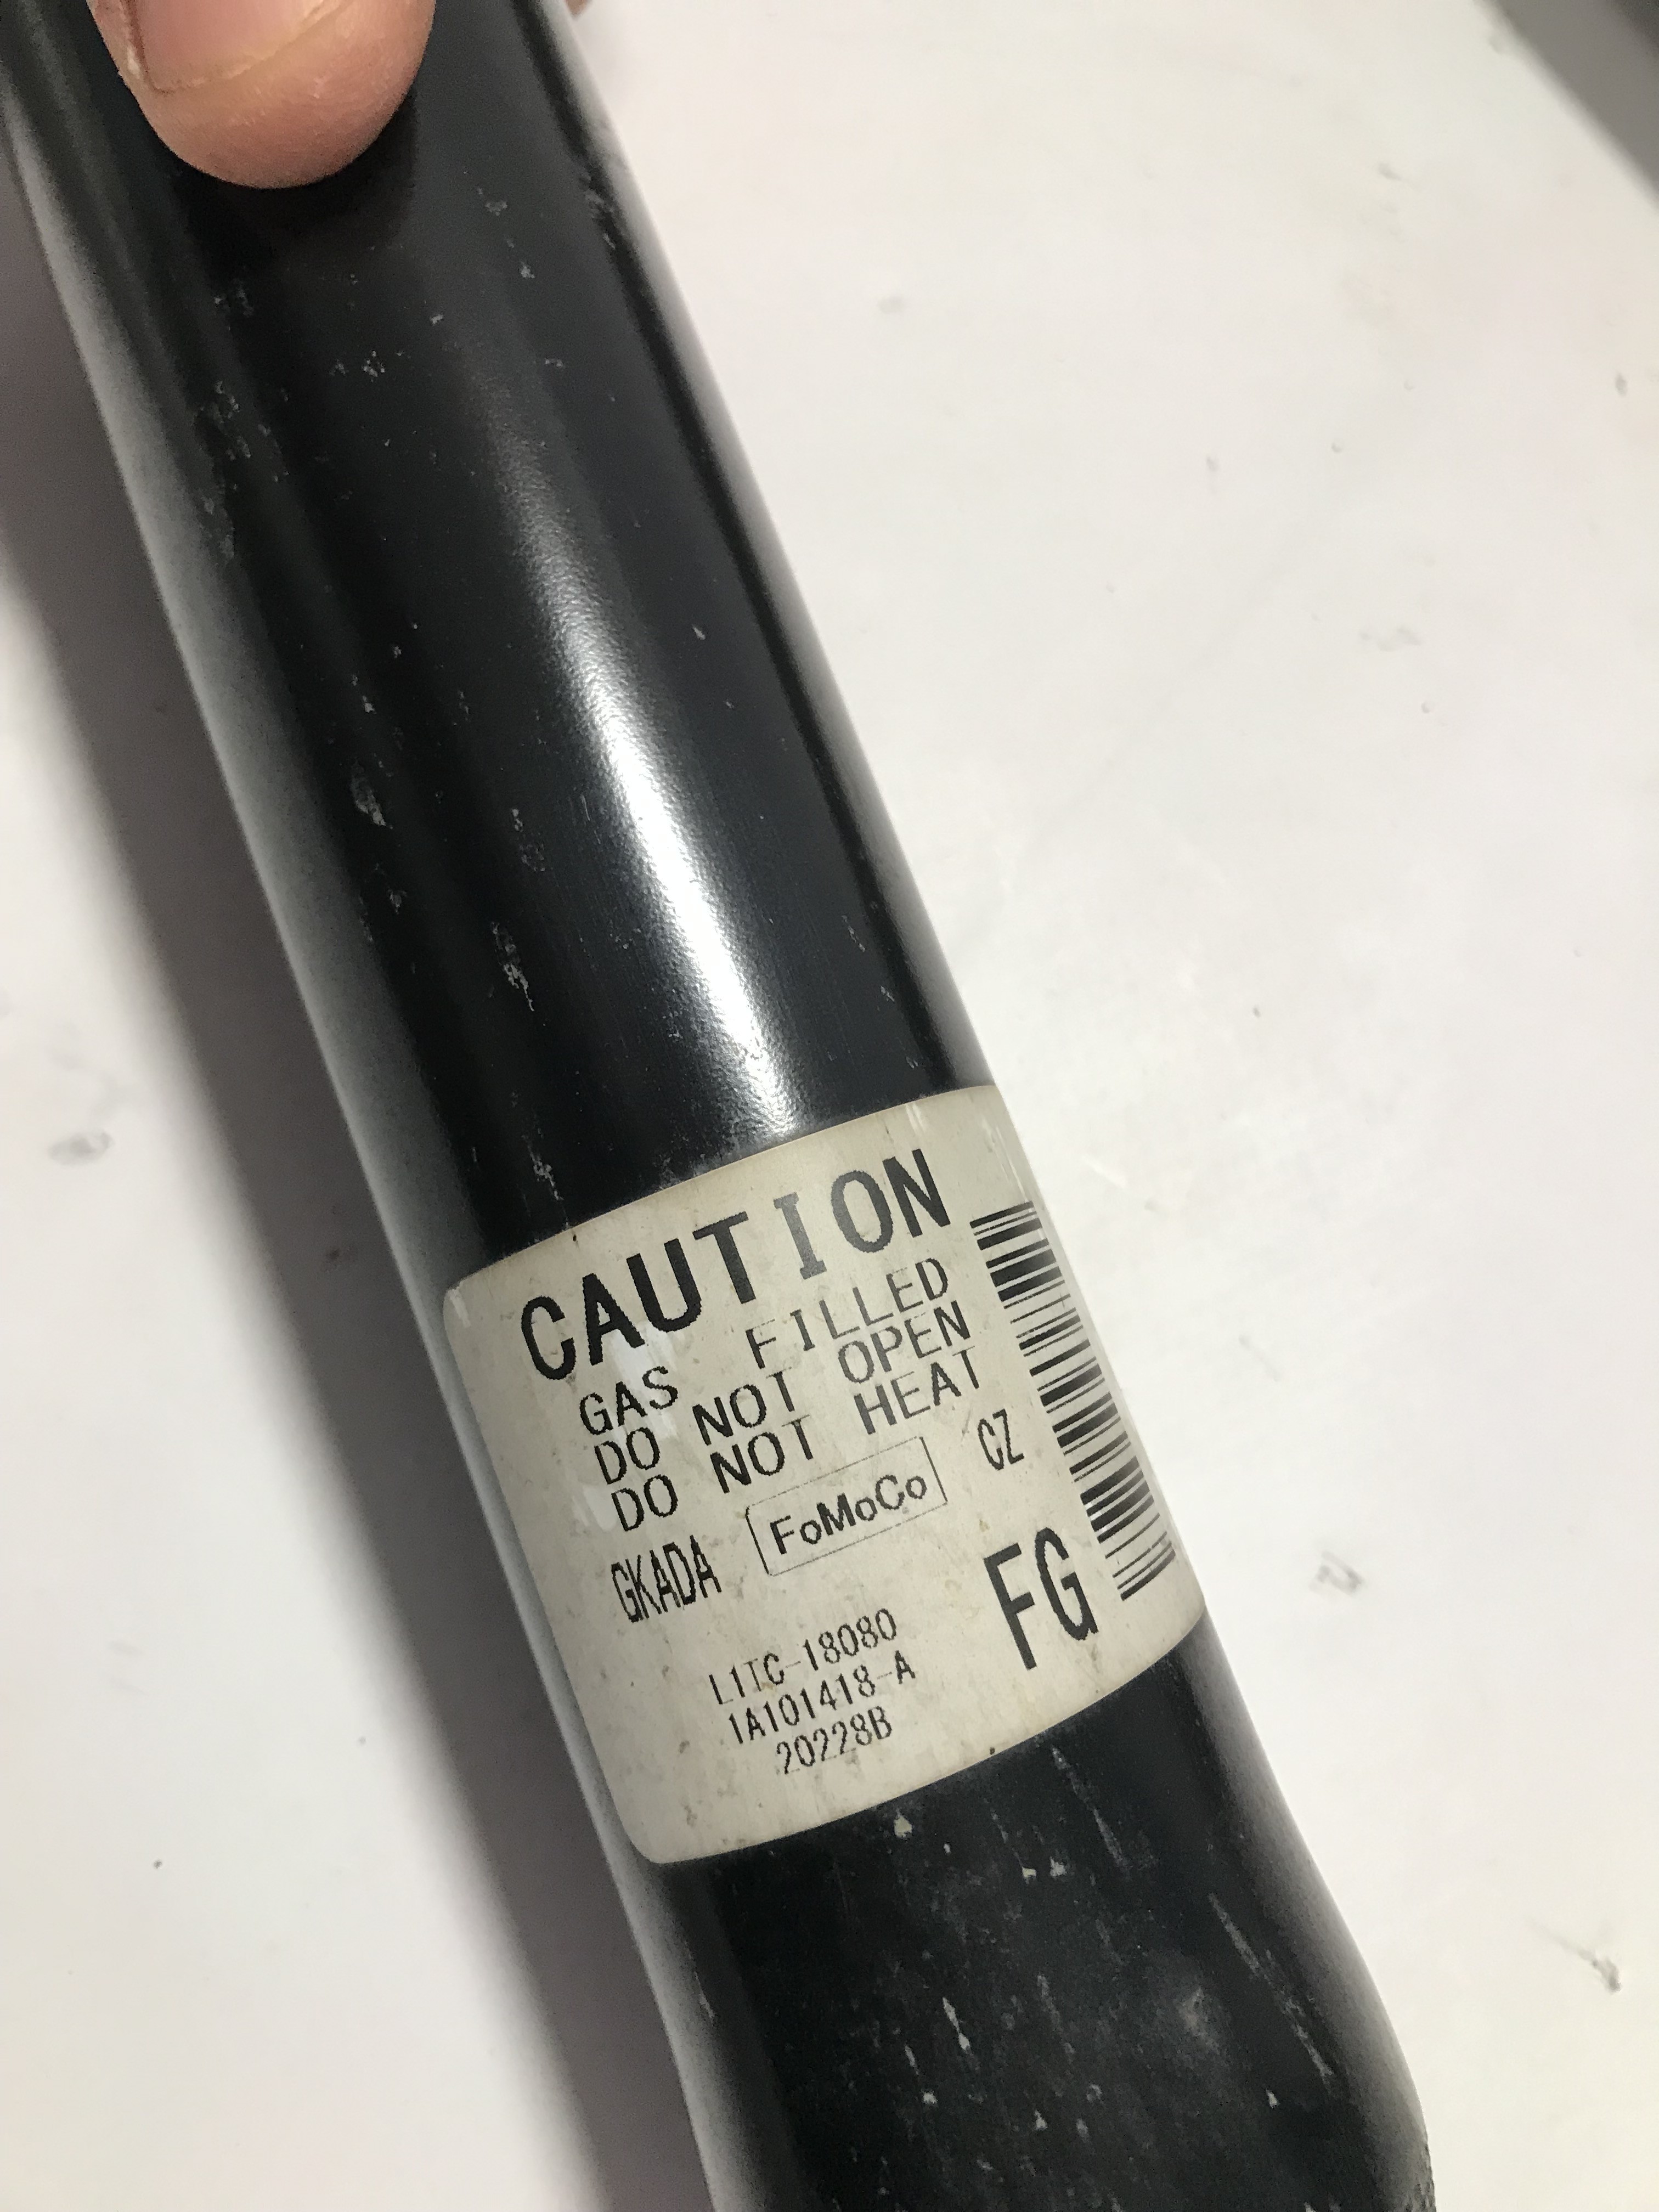 CAUTION
GAS FILLED
DO NOT OPEN
DO NOT HEAT
GKADA FoMoCo CZ
FG
L1TC-18080
1A101418-A
20228B